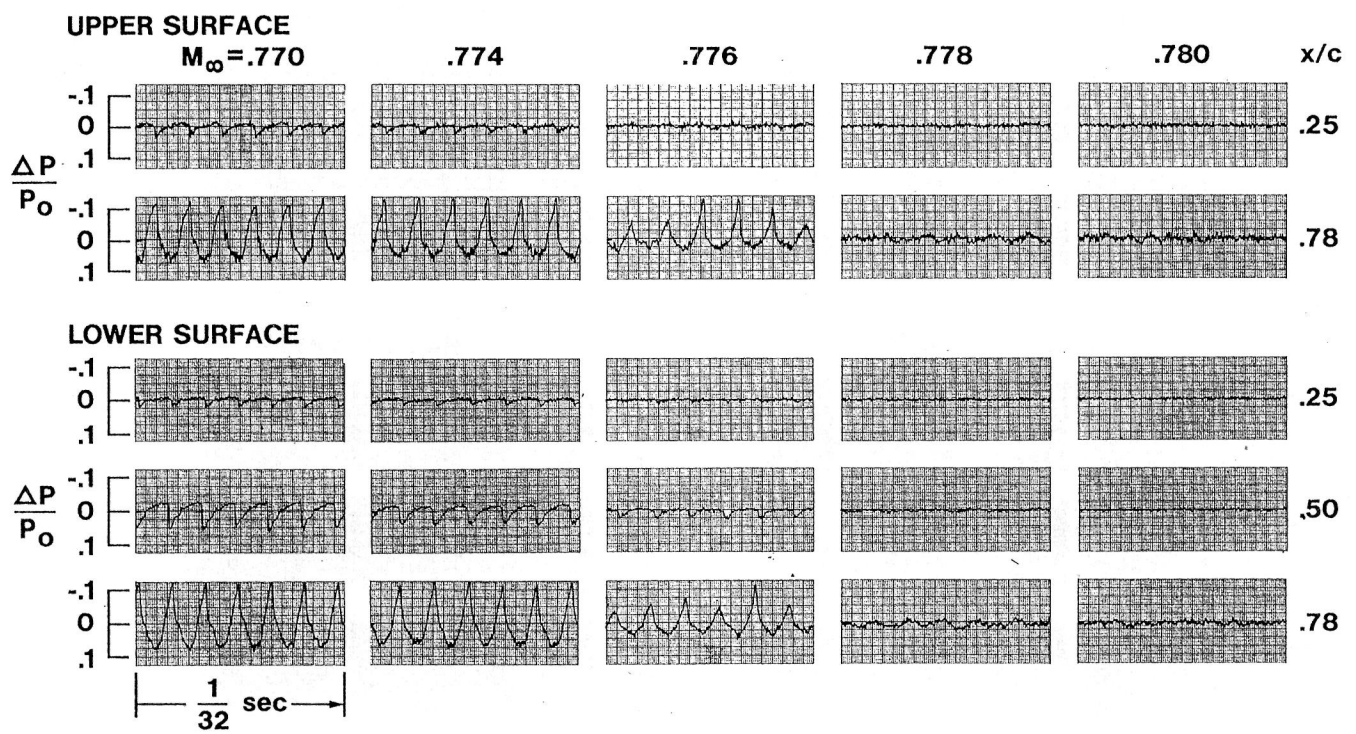 UPPER SURFACE
M∞=.770 .774 .776 .778 .780 x/c
-.1
0
.1
.25
ΔP
Po
-.1
0
.1
.78
LOWER SURFACE
-.1
0
.1
.25
ΔP
Po
-.1
0
.1
.50
-.1
0
.1
.78
1
32
sec